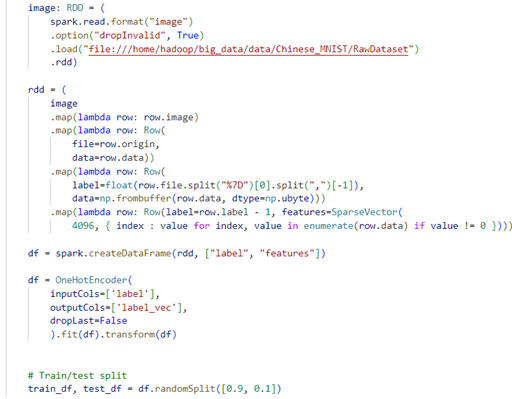 image: RDD = (
spark.read.format("image")
.option("dropInvalid", True)
.load("file:///home/hadoop/big_data/data/Chinese_MNIST/RawDataset")
.rdd)
rdd = (
image
.map(lambda row: row.image)
.map(lambda row: Row(
file=row.origin,
data=row.data))
.map(lambda row: Row(
label=float(row.file.split("%7D")[0].split(",")[-1]),
data=np.frombuffer(row.data, dtype=np.ubyte)))
.map(lambda row: Row(label=row.label - 1, features=SparseVector(
4096, { index : value for index, value in enumerate(row.data) if value != 0 }))))
df = spark.createDataFrame(rdd, ["label", "features"])
df = OneHotEncoder(
inputCols=['label'],
outputCols=['label_vec'],
dropLast=False
).fit(df).transform(df)
# Train/test split
train_df, test_df = df.randomSplit([0.9, 0.1])